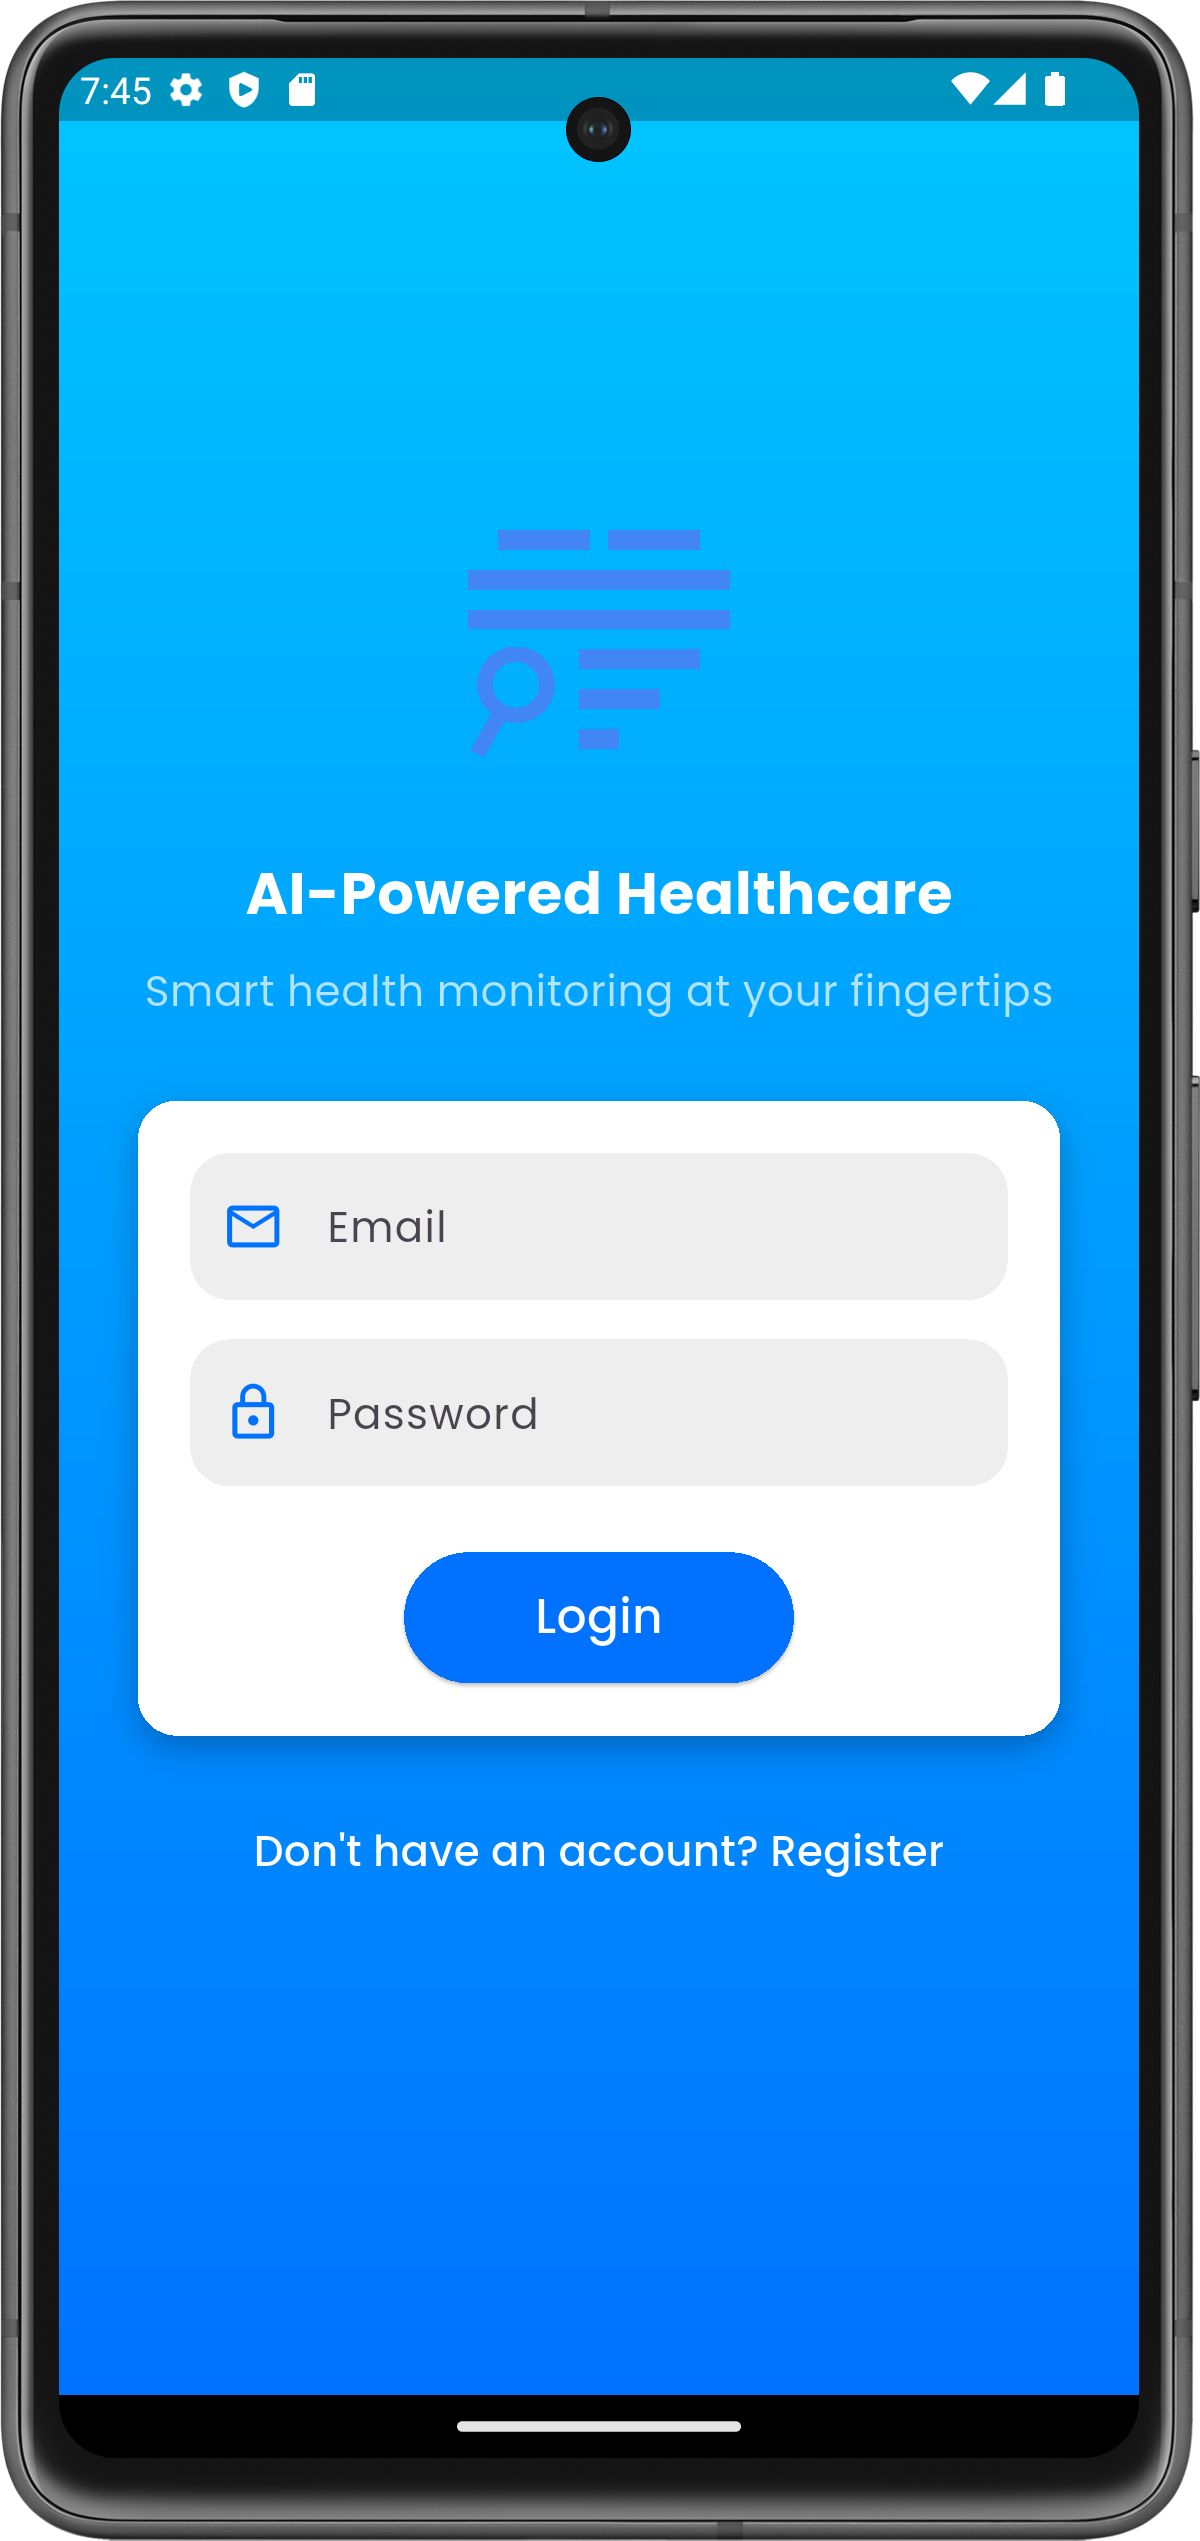 7:45
AI-Powered Healthcare
Smart health monitoring at your fingertips
Email
Password
Login
Don't have an account? Register